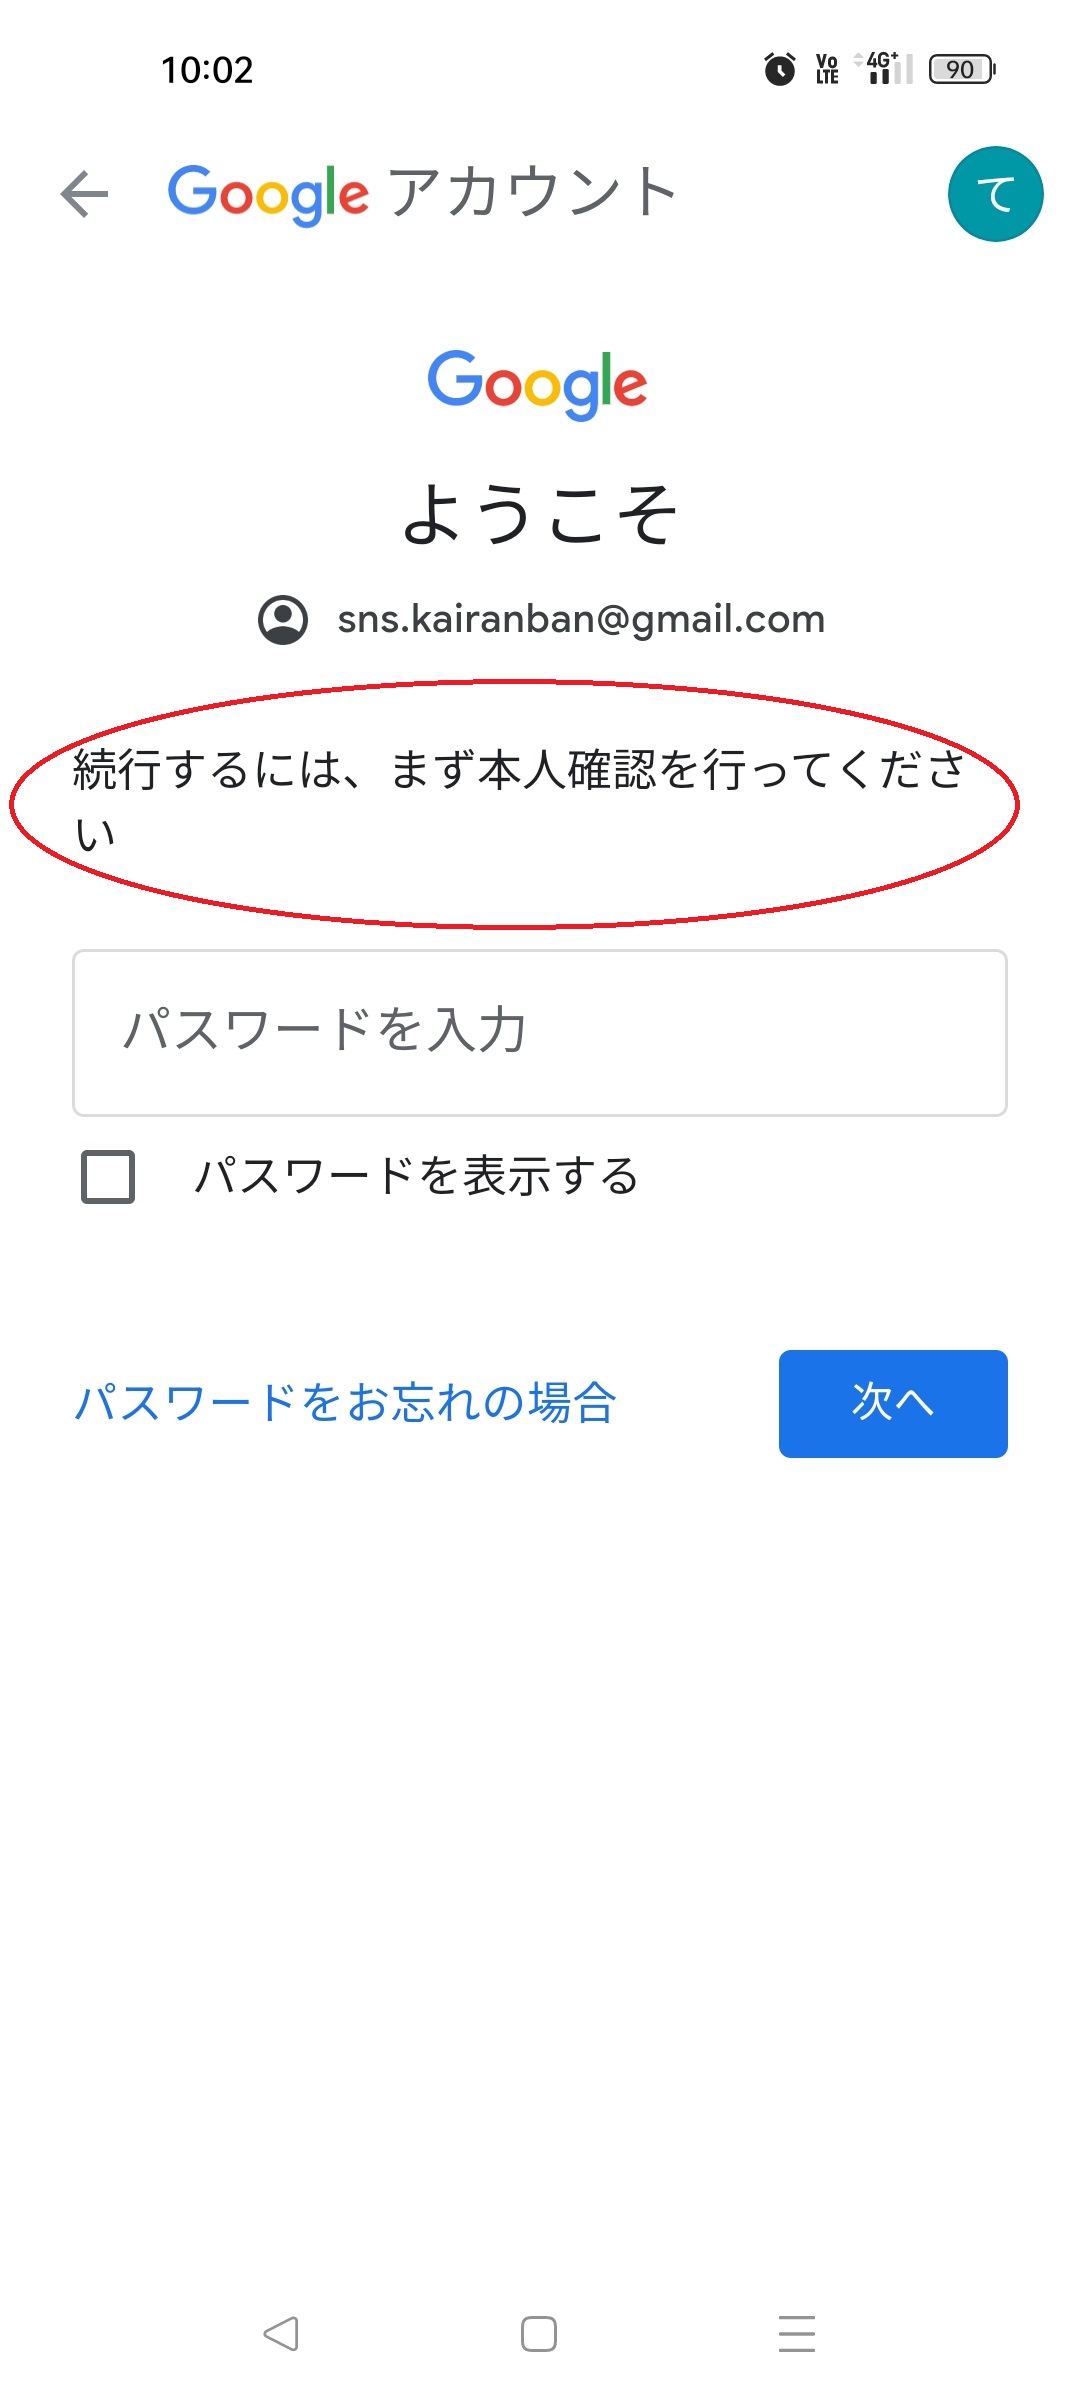 10:02
Vo
LTE
4G+
90
Google アカウント
て
Google
ようこそ
sns.kairanban@gmail.com
続行するには、まず本人確認を行ってくださ
い
パスワードを入力
パスワードを表示する
パスワードをお忘れの場合
次へ